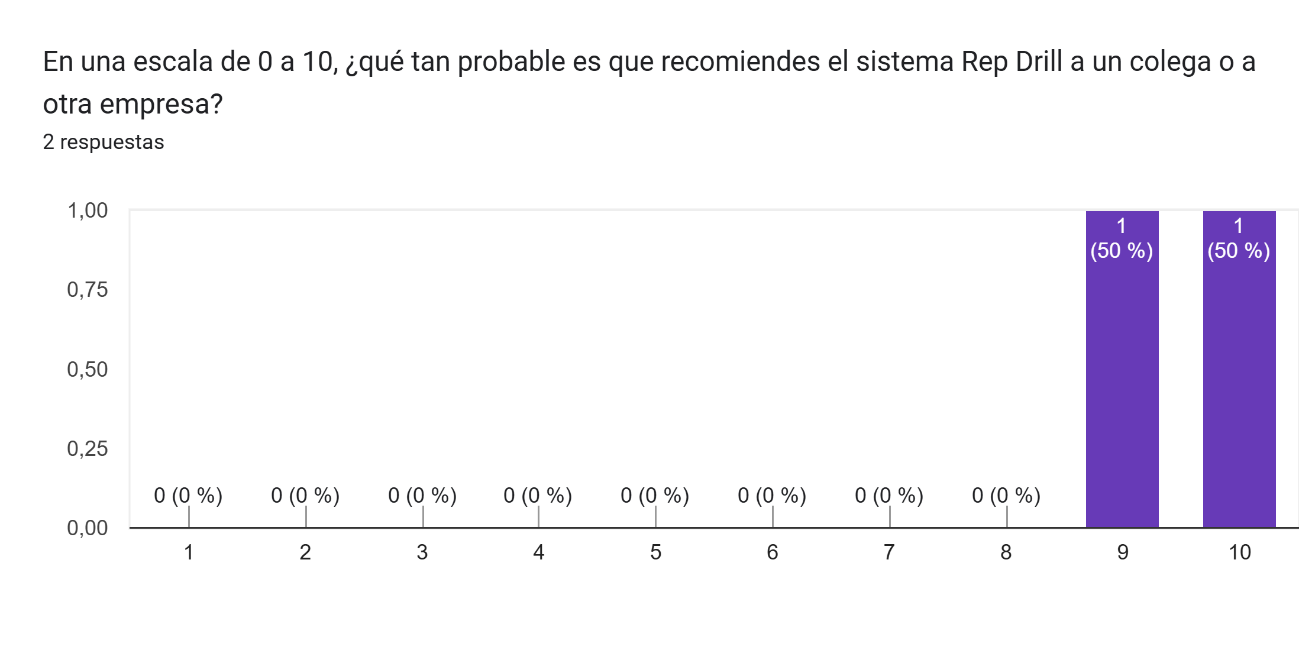 En una escala de 0 a 10, ¿qué tan probable es que recomiendes el sistema Rep Drill a un colega o a
otra empresa?
2 respuestas
1,00
0,75
0,50
0,25
0,00
0 (0 %)
0 (0 %)
0 (0 %)
0 (0 %)
0 (0 %)
0 (0 %)
0 (0 %)
0 (0 %)
1
(50 %)
1
(50 %)
1
2
3
4
5
6
7
8
9
10